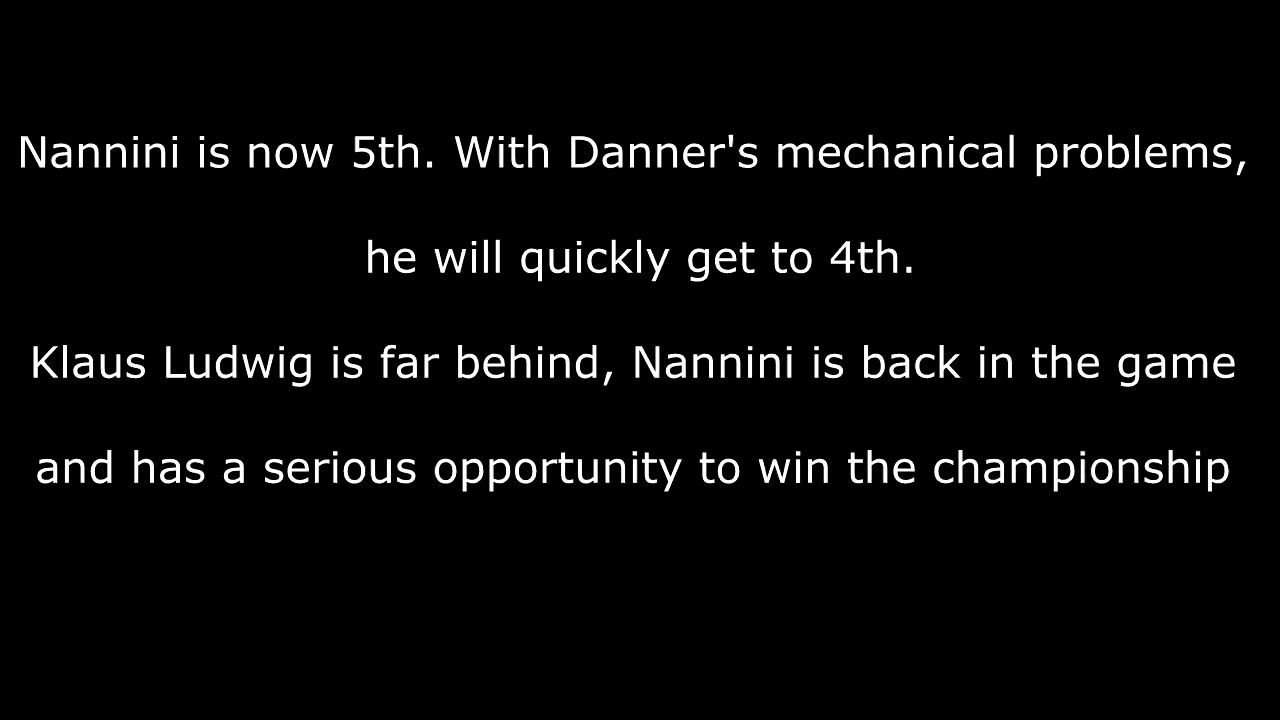 Nannini is now 5th. With Danner's mechanical problems,
he will quickly get to 4th.
Klaus Ludwig is far behind, Nannini is back in the game
and has a serious opportunity to win the championship